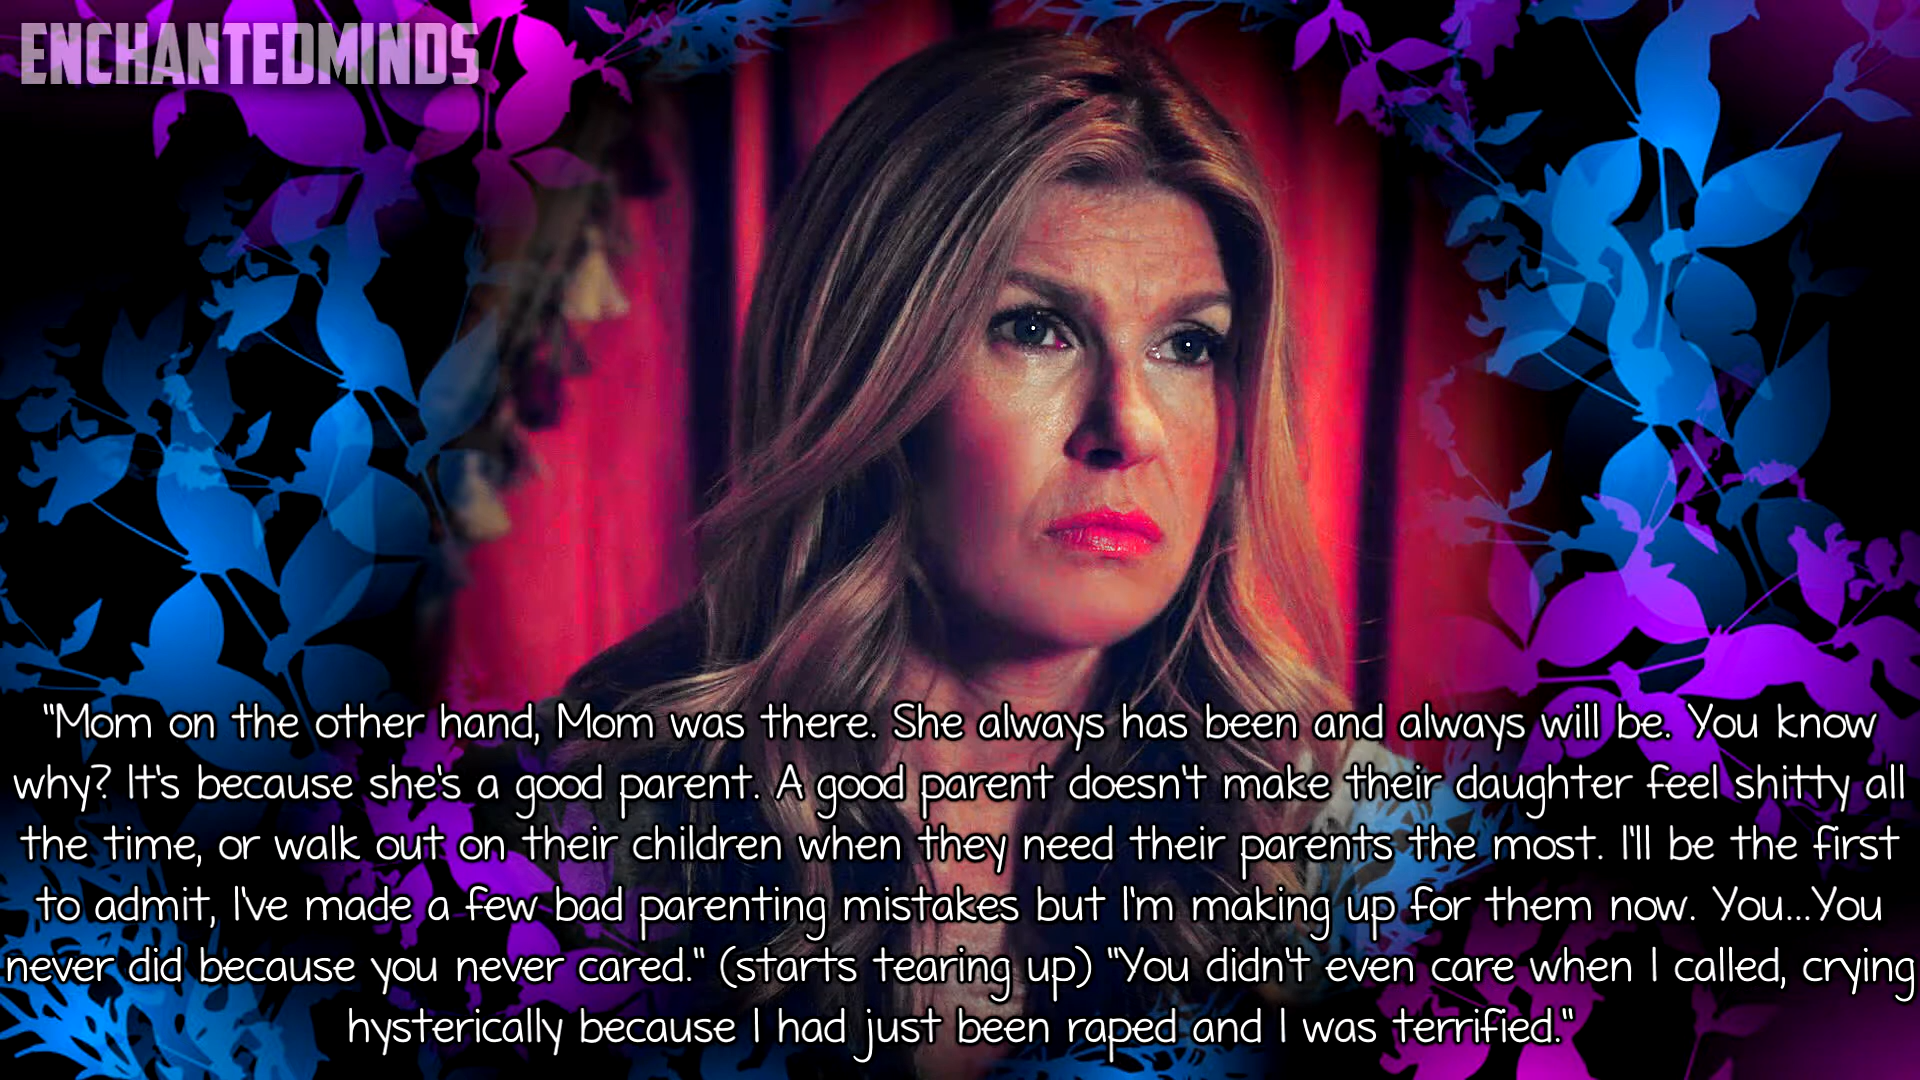 ENCHANTEDMINDS
"Mom on the other hand, Mom was there. She always has been and always will be. You know
why? It's because she's a good parent. A good parent doesn't make their daughter feel shitty all
the time, or walk out on their children when they need their parents the most. I'll be the first
to admit, I've made a few bad parenting mistakes but I'm making up for them now. You...You
never did because you never cared." (starts tearing up) "You didn't even care when I called, crying
hysterically because I had just been raped and I was terrified."